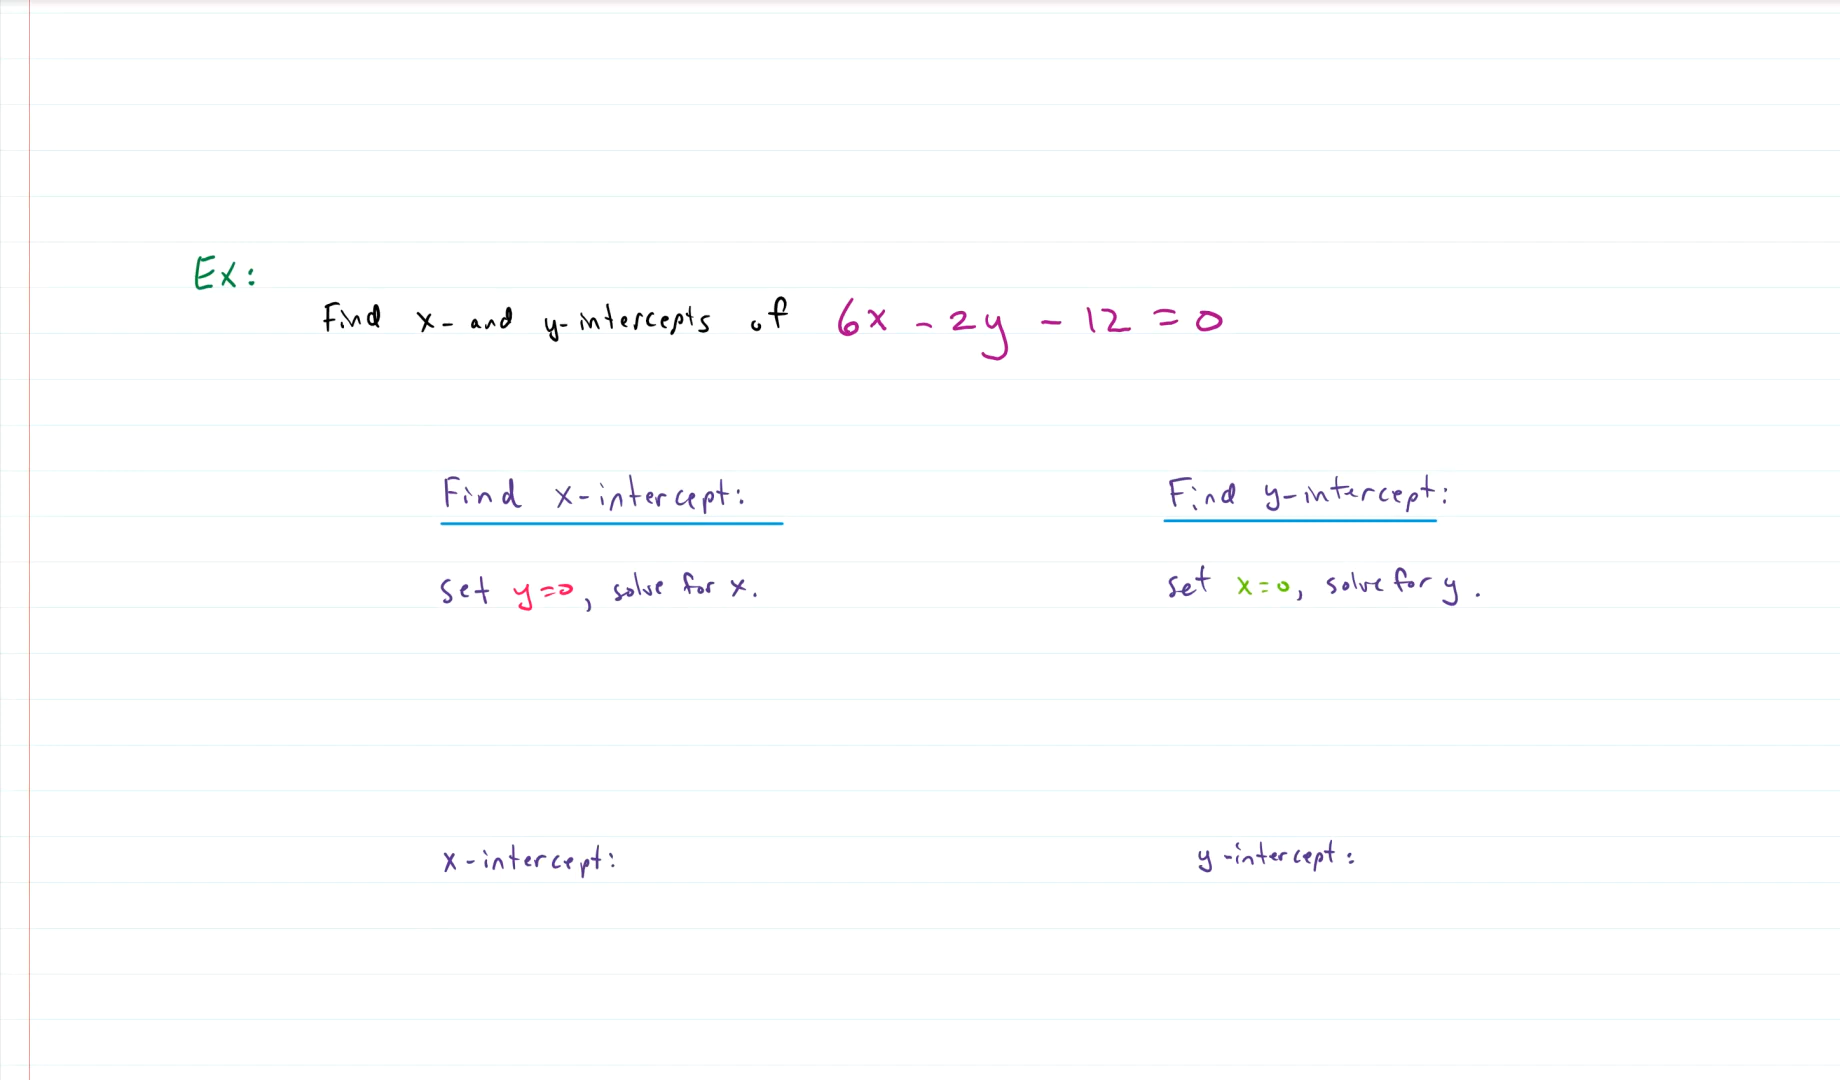 Ex:
Find x- and y-intercepts of 6x - 2y - 12 = 0
Find x-intercept:
Set y=0, solve for x.
x-intercept:
Find y-intercept:
set x=0, solve for y.
y-intercept: